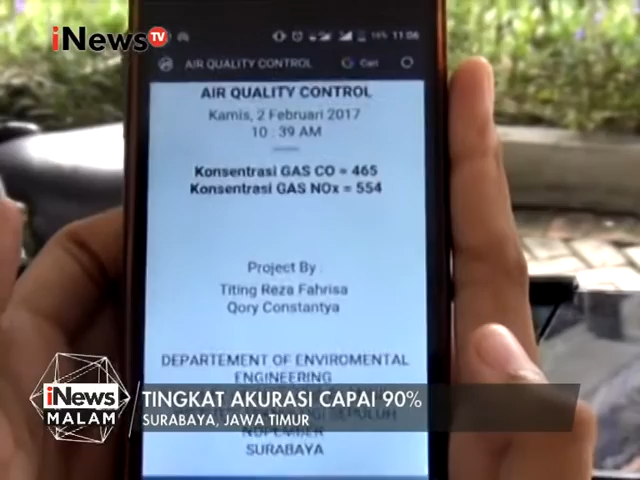 iNews TV
11:06
AIR QUALITY CONTROL
Cari
AIR QUALITY CONTROL
Kamis, 2 Februari 2017
10 : 39 AM
Konsentrasi GAS CO = 465
Konsentrasi GAS NOx = 554
Project By :
Titing Reza Fahrisa
Qory Constantya
DEPARTEMENT OF ENVIROMENTAL
ENGINEERING
iNews
MALAM
TINGKAT AKURASI CAPAI 90%
SURABAYA, JAWA TIMUR
SURABAYA